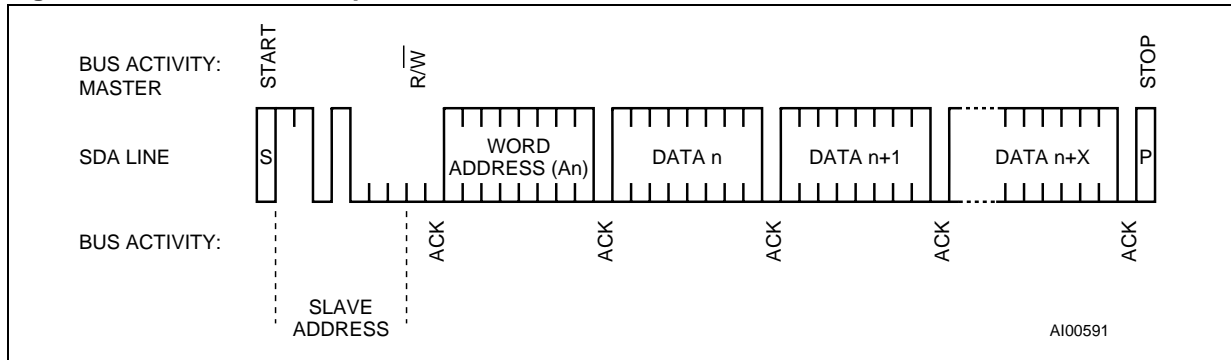 START
R/W
STOP
BUS ACTIVITY:
MASTER
SDA LINE
S
WORD
ADDRESS (An)
DATA n
DATA n+1
DATA n+X
P
BUS ACTIVITY:
ACK
ACK
ACK
ACK
ACK
SLAVE
ADDRESS
AI00591